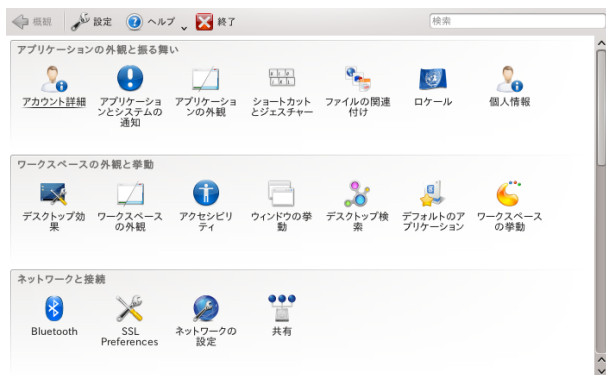 概観 設定 ヘルプ 終了 検索
アプリケーションの外観と振る舞い
アカウント詳細
アプリケーショ
ンとシステムの
通知
アプリケーショ
ンの外観
ショートカット
とジェスチャー
ファイルの関連
付け
ロケール
個人情報
ワークスペースの外観と挙動
デスクトップ効
果
ワークスペース
の外観
アクセシビリ
ティ
ウィンドウの挙
動
デスクトップ検
索
デフォルトのア
プリケーション
ワークスペース
の挙動
ネットワークと接続
Bluetooth
SSL
Preferences
ネットワークの
設定
共有